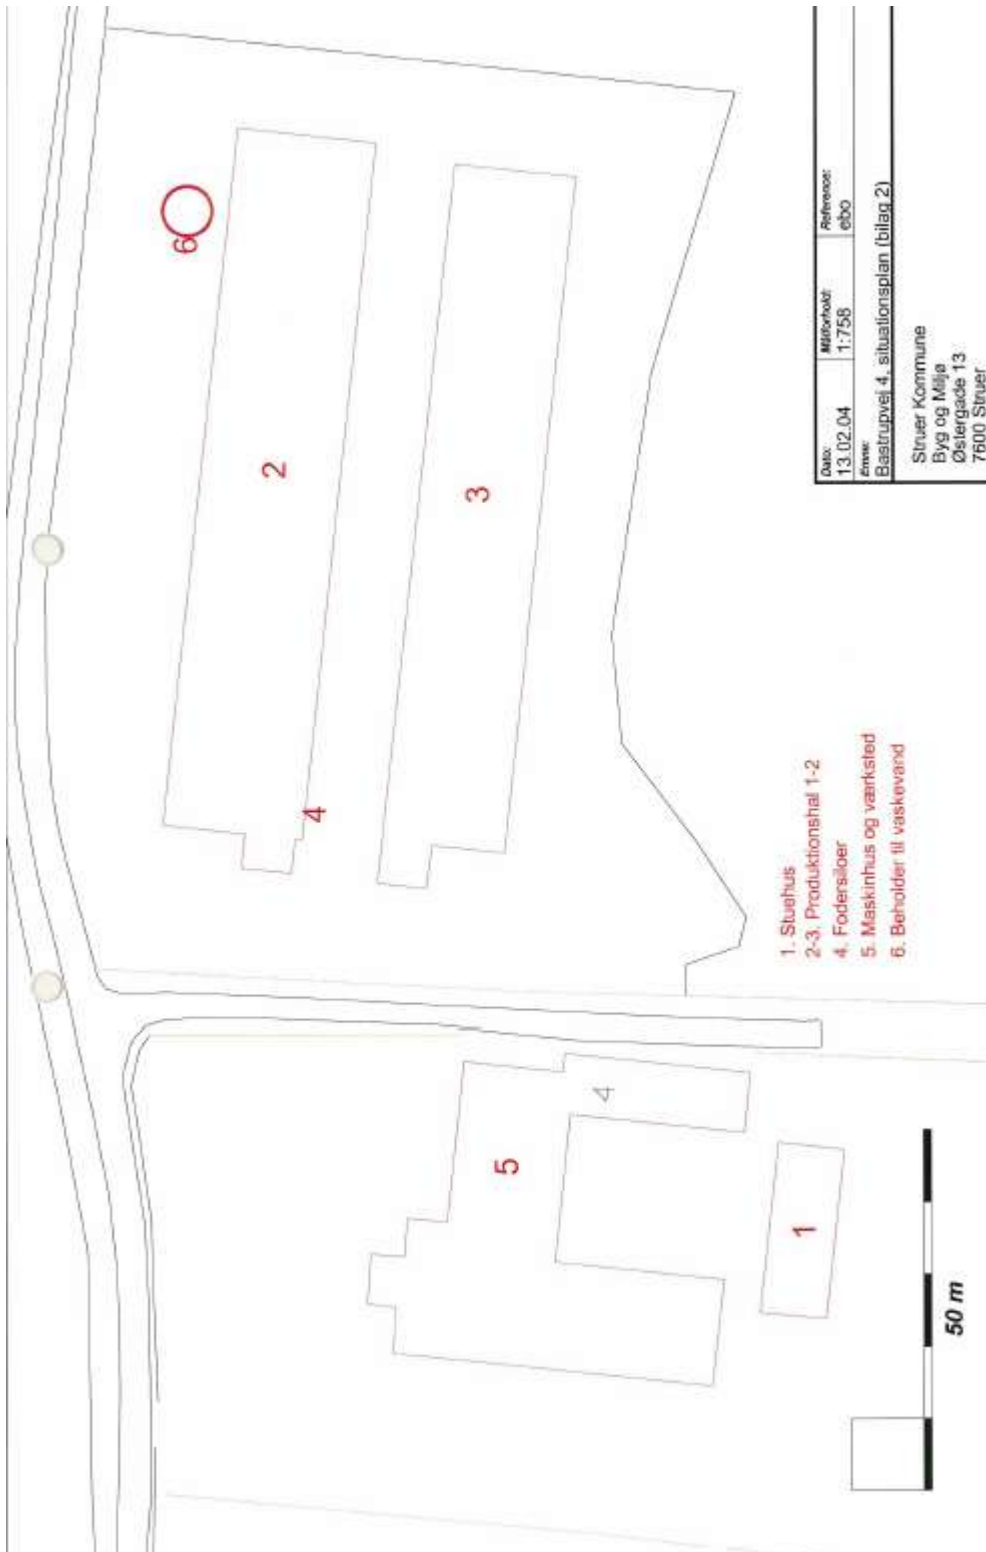 6
2
3
4
4
5
1
1. Stuehus
2-3. Produktionshal 1-2
4. Fodersiloer
5. Maskinhus og værksted
6. Beholder til vaskevand
50 m
Dato: Målforhold: Reference:
13.02.04 1:758 ebo
Emne:
Bastrupvej 4, situationsplan (bilag 2)
Struer Kommune
Byg og Miljø
Østergade 13
7600 Struer